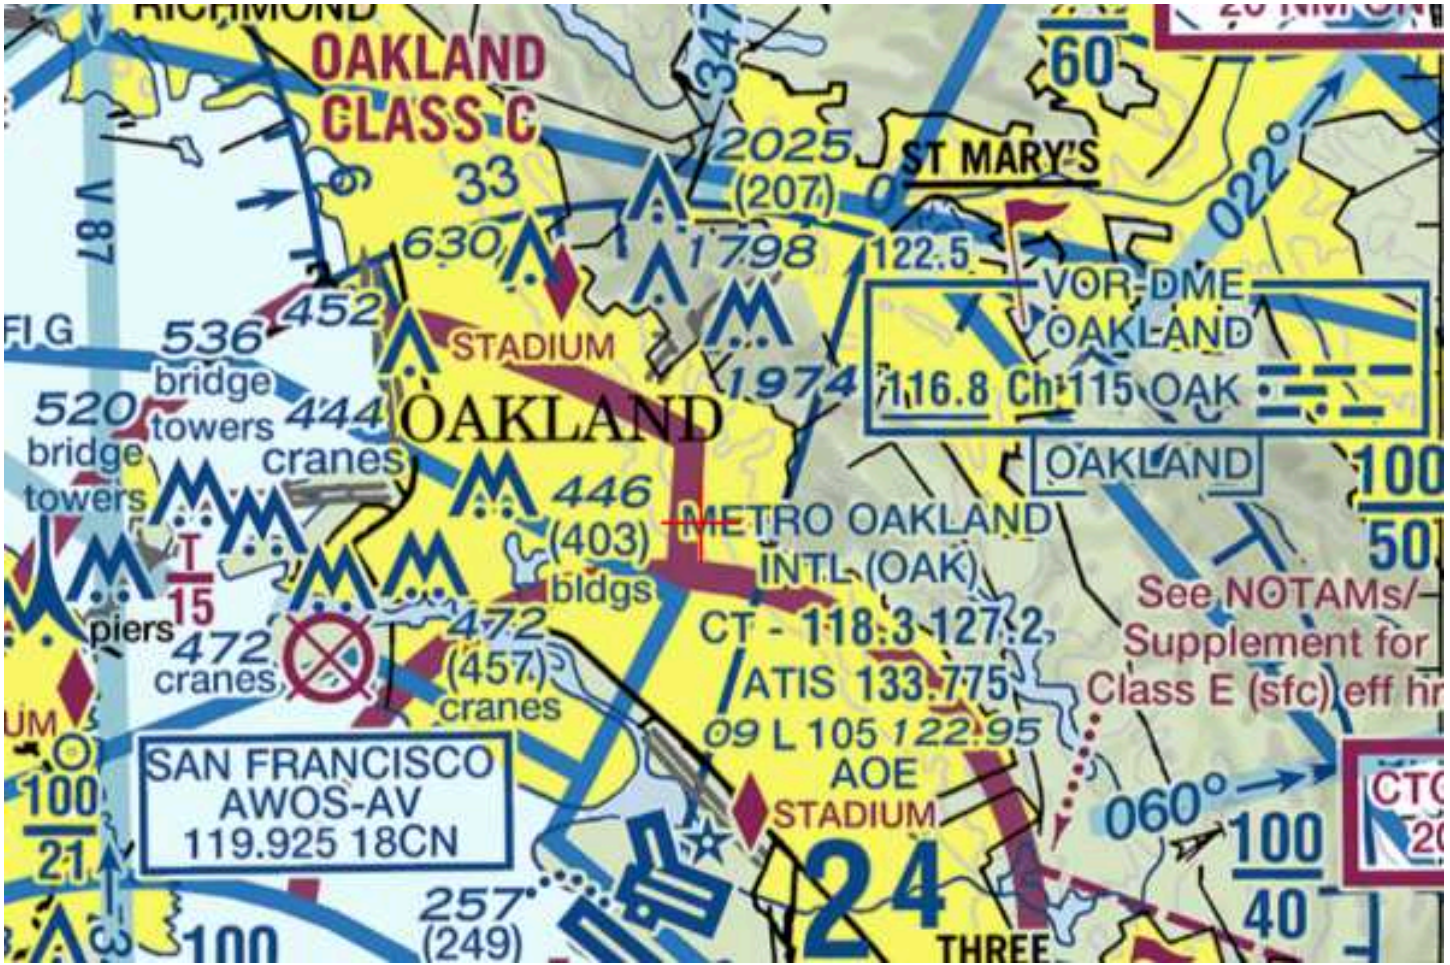 RICHMOND
OAKLAND
CLASS C
347
60
20 NM
2025
(207)
ST MARY'S
022°
33
V 87
630
1798
122.5
452
VOR-DME
OAKLAND
116.8 Ch 115 OAK
OAKLAND
536
bridge
towers
STADIUM
1974
520
bridge
towers
444
cranes
OAKLAND
446
(403)
bldgs
METRO OAKLAND
INTL (OAK)
CT - 118.3 127.2
ATIS 133.775
09 L 105 122.95
AOE
100
50
See NOTAMs/
Supplement for
Class E (sfc) eff hr
T
15
piers
472
cranes
472
(457)
cranes
SAN FRANCISCO
AWOS-AV
119.925 18CN
100
21
STADIUM
24
060°
100
40
257
(249)
100
THREE